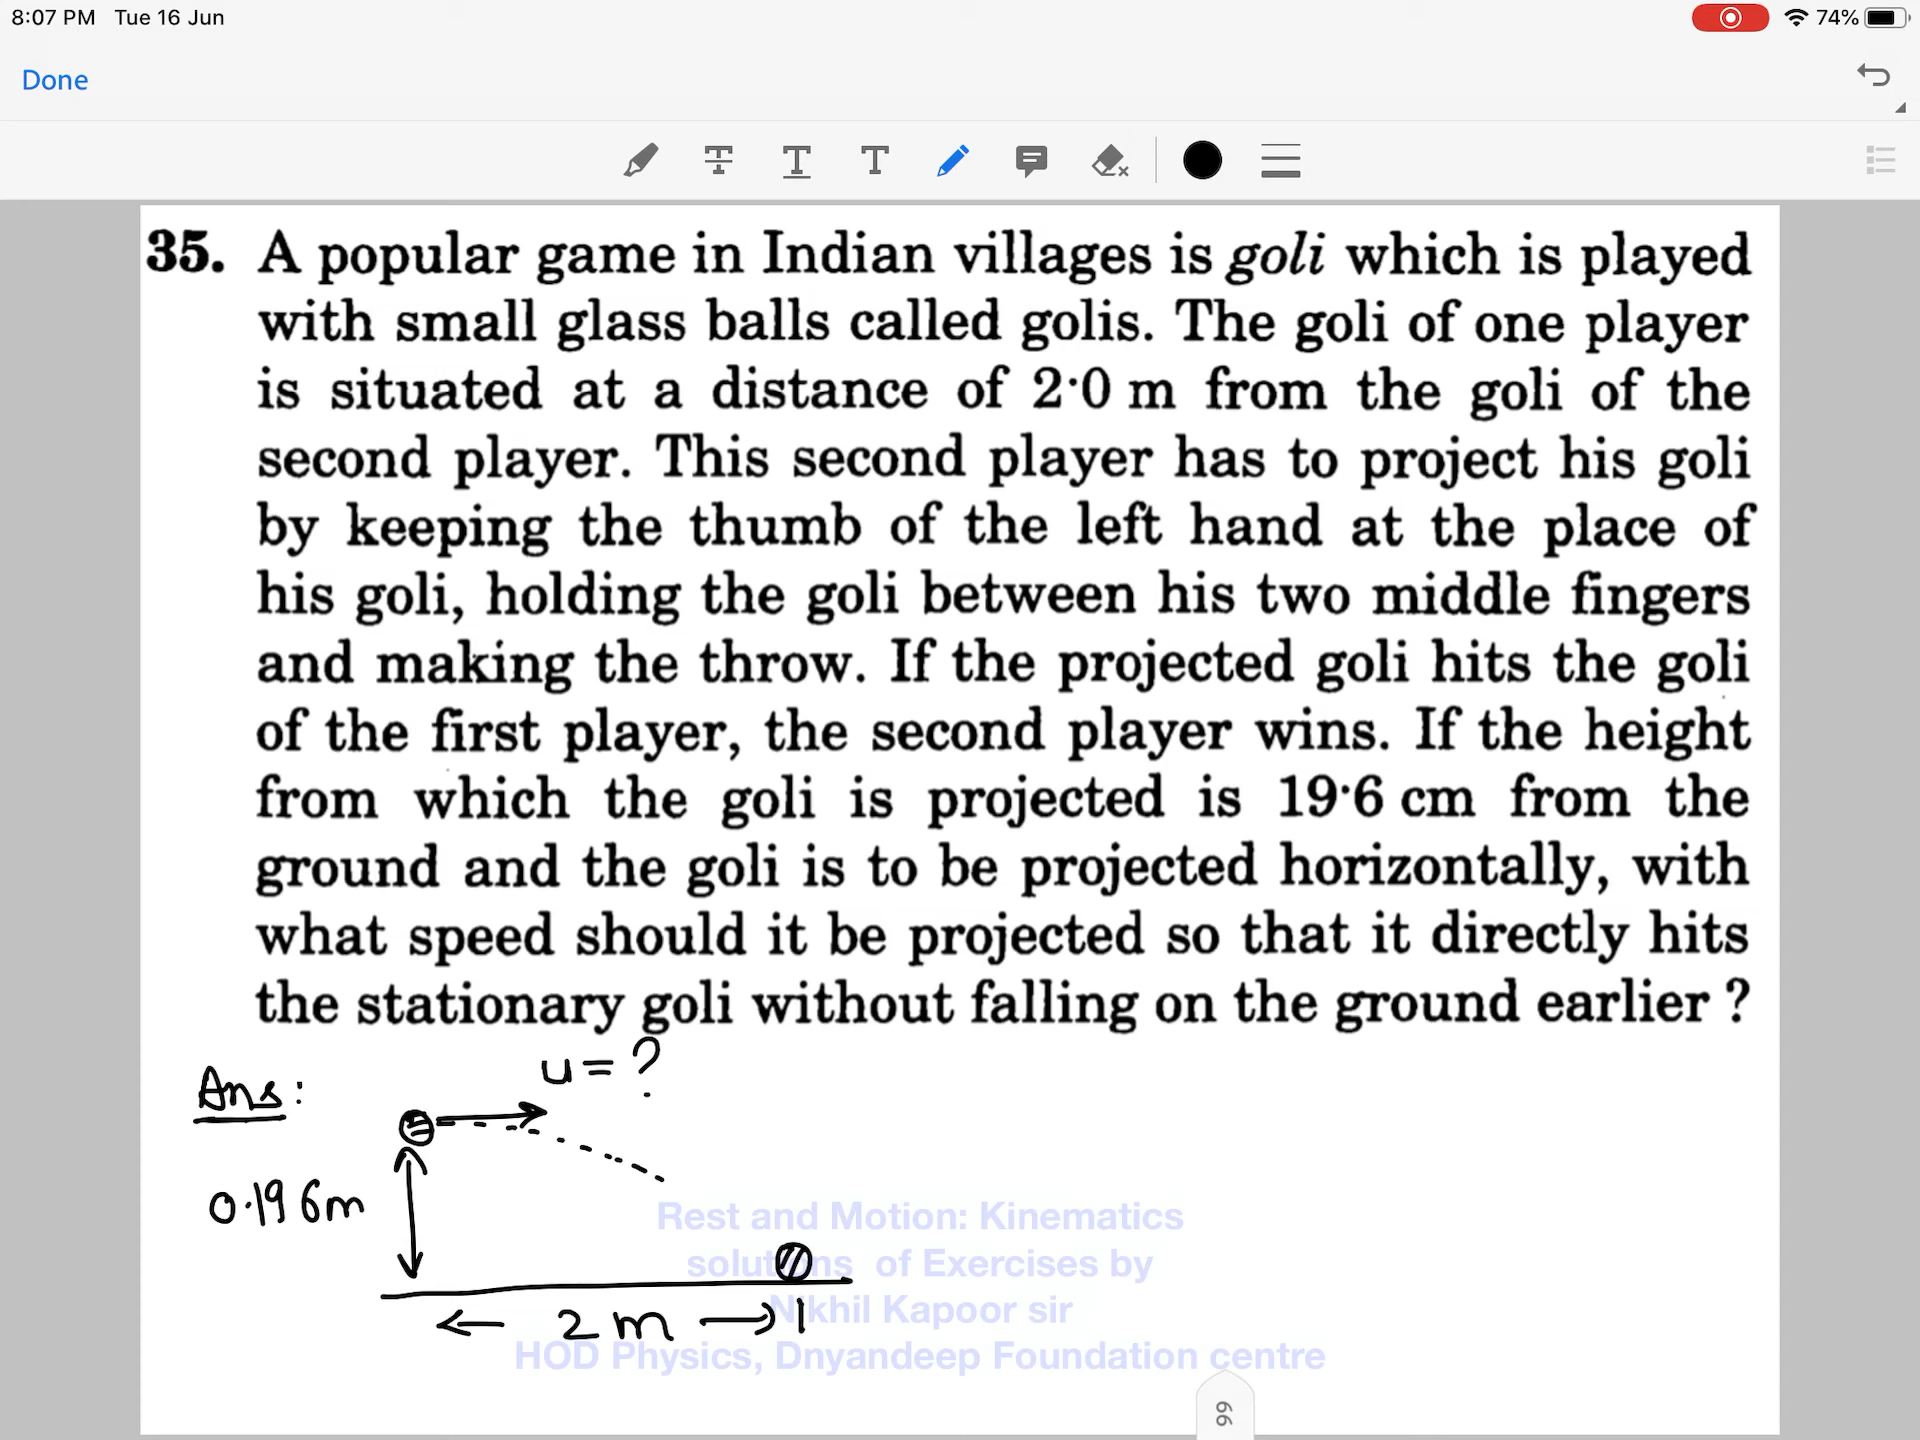 8:07 PM Tue 16 Jun
74%
Done
35. A popular game in Indian villages is goli which is played
with small glass balls called golis. The goli of one player
is situated at a distance of 2·0 m from the goli of the
second player. This second player has to project his goli
by keeping the thumb of the left hand at the place of
his goli, holding the goli between his two middle fingers
and making the throw. If the projected goli hits the goli
of the first player, the second player wins. If the height
from which the goli is projected is 19·6 cm from the
ground and the goli is to be projected horizontally, with
what speed should it be projected so that it directly hits
the stationary goli without falling on the ground earlier ?
u = ?
Ans:
0.196m
Rest and Motion: Kinematics
solutions of Exercises by
Nikhil Kapoor sir
2 m
HOD Physics, Dnyandeep Foundation centre
66